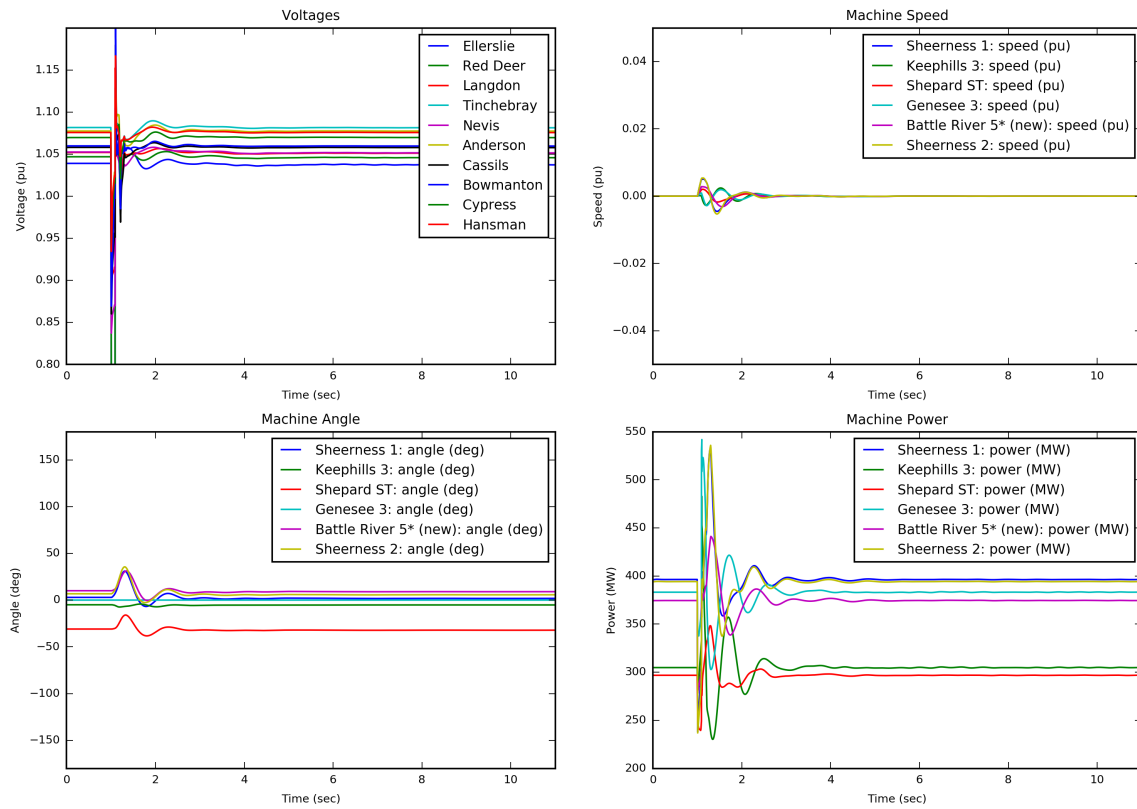 Voltages
Voltage (pu)
1.15
1.10
1.05
1.00
0.95
0.90
0.85
0.80
0 2 4 6 8 10
Time (sec)
Ellerslie
Red Deer
Langdon
Tinchebray
Nevis
Anderson
Cassils
Bowmanton
Cypress
Hansman
Machine Speed
Speed (pu)
0.04
0.02
0.00
−0.02
−0.04
0 2 4 6 8 10
Time (sec)
Sheerness 1: speed (pu)
Keephills 3: speed (pu)
Shepard ST: speed (pu)
Genesee 3: speed (pu)
Battle River 5* (new): speed (pu)
Sheerness 2: speed (pu)
Machine Angle
Angle (deg)
150
100
50
0
−50
−100
−150
0 2 4 6 8 10
Time (sec)
Sheerness 1: angle (deg)
Keephills 3: angle (deg)
Shepard ST: angle (deg)
Genesee 3: angle (deg)
Battle River 5* (new): angle (deg)
Sheerness 2: angle (deg)
Machine Power
Power (MW)
550
500
450
400
350
300
250
200
0 2 4 6 8 10
Time (sec)
Sheerness 1: power (MW)
Keephills 3: power (MW)
Shepard ST: power (MW)
Genesee 3: power (MW)
Battle River 5* (new): power (MW)
Sheerness 2: power (MW)